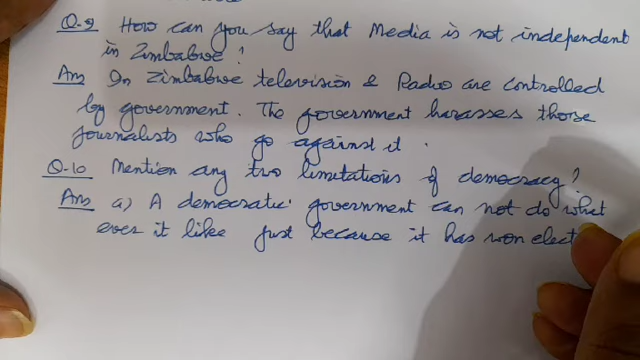 Q.9 How can you say that Media is not independent
in Zimbabwe?
Ans In Zimbabwe television & Radio are controlled
by government. The government harasses those
journalists who go against it.
Q.10 Mention any two limitations of democracy?
Ans a) A democratic government can not do what
ever it like just because it has won elect